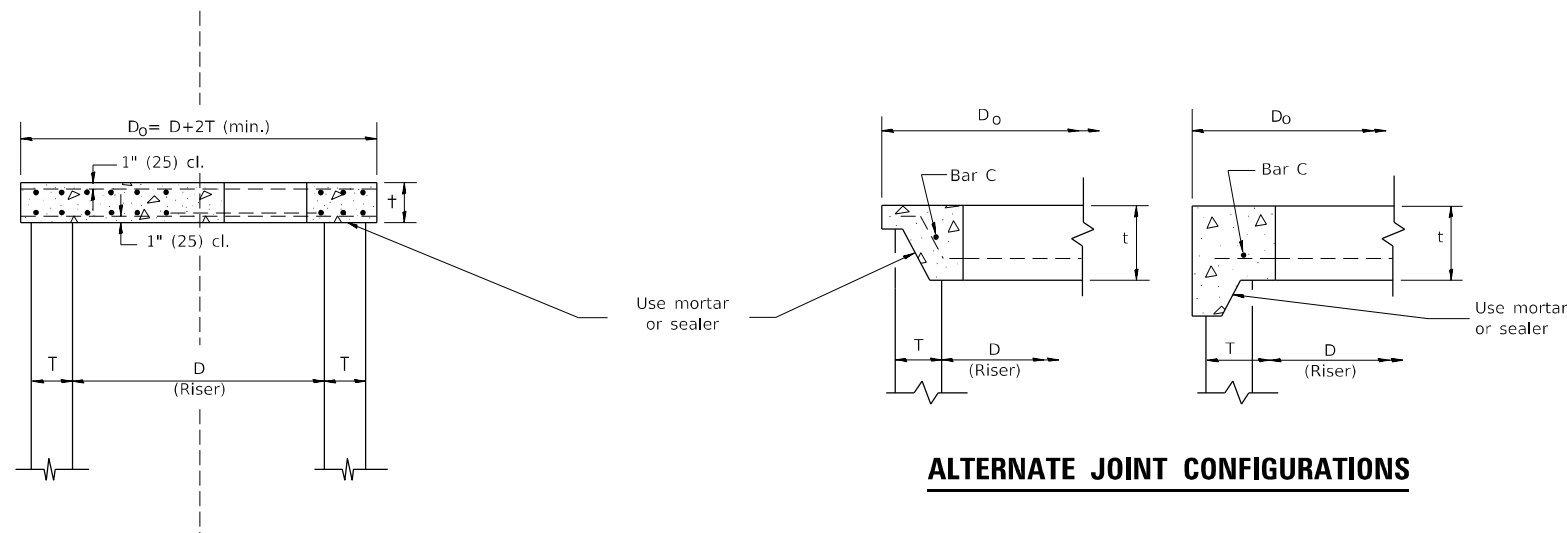 D₀= D+2T (min.)
1" (25) cl.
t
1" (25) cl.
T
D
(Riser)
T
Use mortar
or sealer
D₀
Bar C
t
T
D
(Riser)
D₀
Bar C
t
Use mortar
or sealer
T
D
(Riser)
ALTERNATE JOINT CONFIGURATIONS